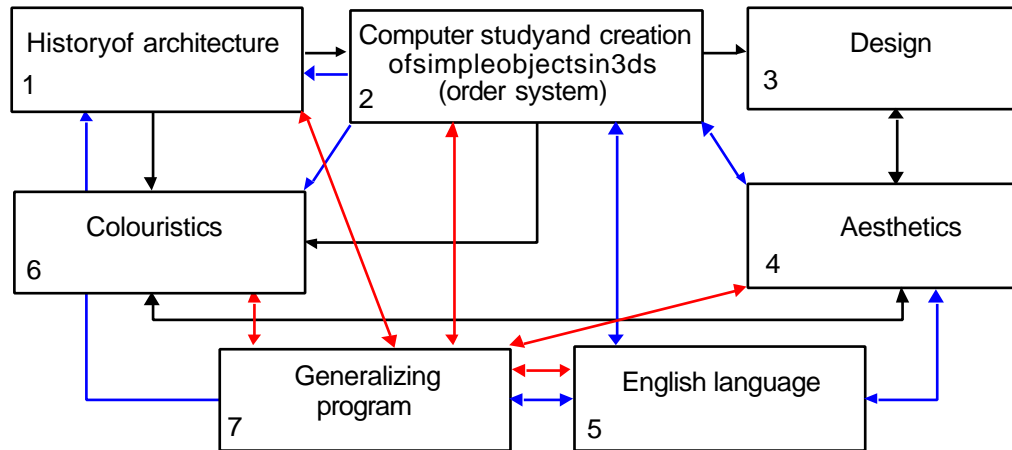 Historyof architecture
1
Computer studyand creation
ofsimpleobjectsin3ds
(order system)
2
Design
3
Colouristics
6
Aesthetics
4
Generalizing
program
7
English language
5